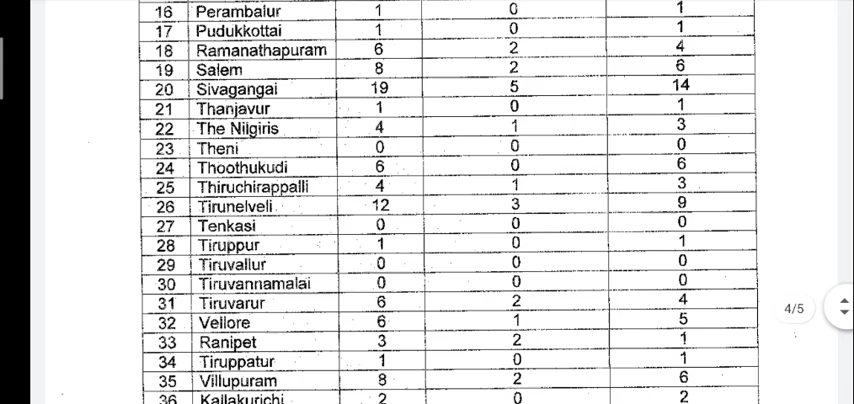 16 Perambalur 1 0 1
17 Pudukkottai 1 0 1
18 Ramanathapuram 6 2 4
19 Salem 8 2 6
20 Sivagangai 19 5 14
21 Thanjavur 1 0 1
22 The Nilgiris 4 1 3
23 Theni 0 0 0
24 Thoothukudi 6 0 6
25 Thiruchirappalli 4 1 3
26 Tirunelveli 12 3 9
27 Tenkasi 0 0 0
28 Tiruppur 1 0 1
29 Tiruvallur 0 0 0
30 Tiruvannamalai 0 0 0
31 Tiruvarur 6 2 4
4/5
32 Vellore 6 1 5
33 Ranipet 3 2 1
34 Tiruppatur 1 0 1
35 Villupuram 8 2 6
36 Kallakurichi 2 0 2